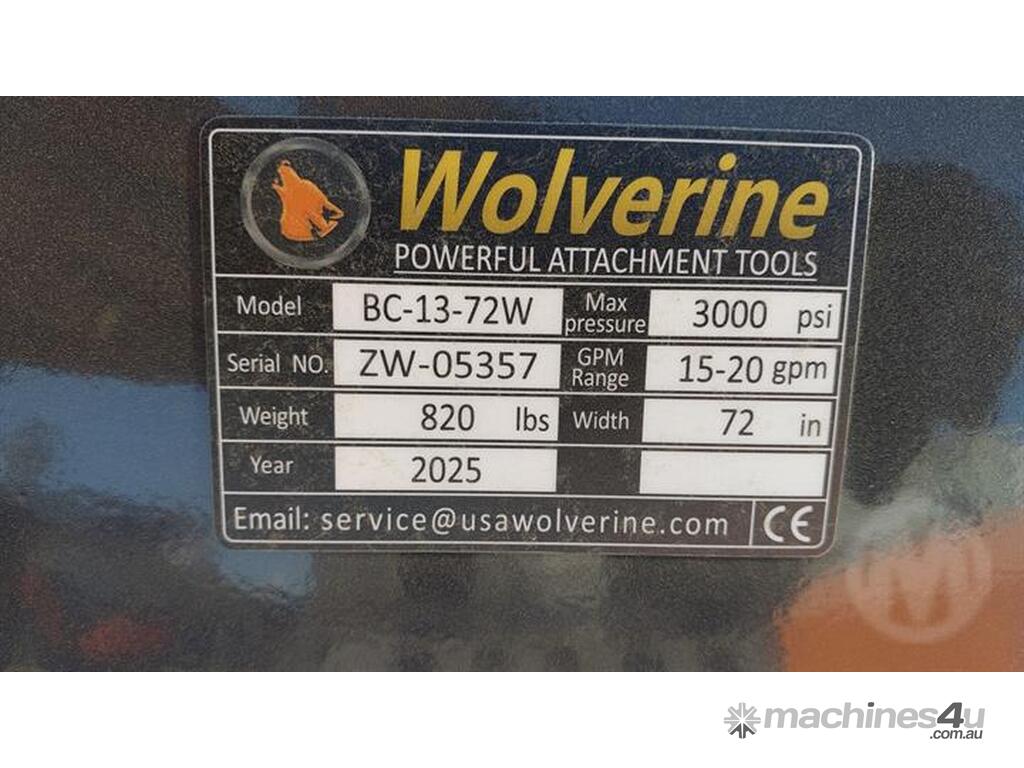 Wolverine
POWERFUL ATTACHMENT TOOLS
Model BC-13-72W Max pressure 3000 psi
Serial NO. ZW-05357 GPM Range 15-20 gpm
Weight 820 lbs Width 72 in
Year 2025
Email: service@usawolverine.com CE
M
machines4u
.com.au